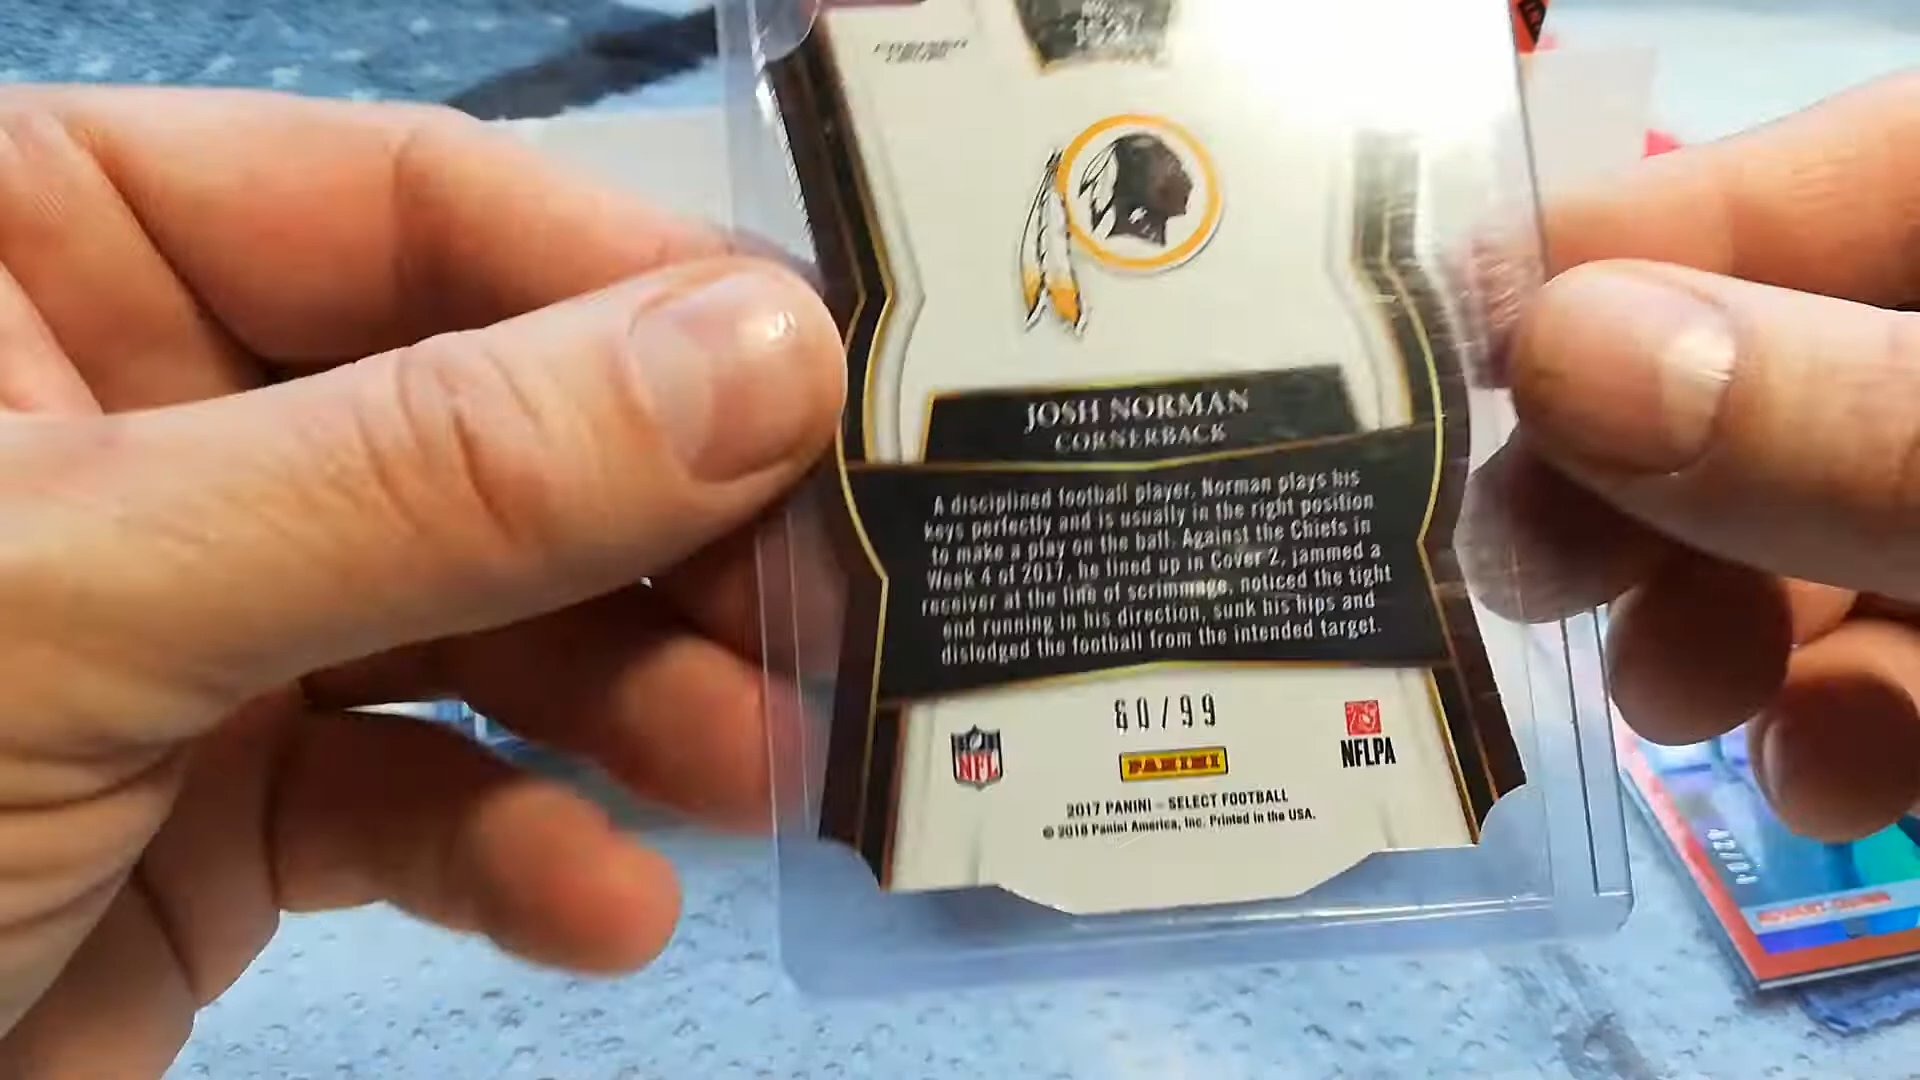 JOSH NORMAN
CORNERBACK
A disciplined football player, Norman plays his
keys perfectly and is usually in the right position
to make a play on the ball. Against the Chiefs in
Week 4 of 2017, he lined up in Cover 2, jammed a
receiver at the line of scrimmage, noticed the tight
end running in his direction, sunk his hips and
dislodged the football from the intended target.
60/99
NFL
PANINI
NFLPA
2017 PANINI – SELECT FOOTBALL
© 2018 Panini America, Inc. Printed in the USA.